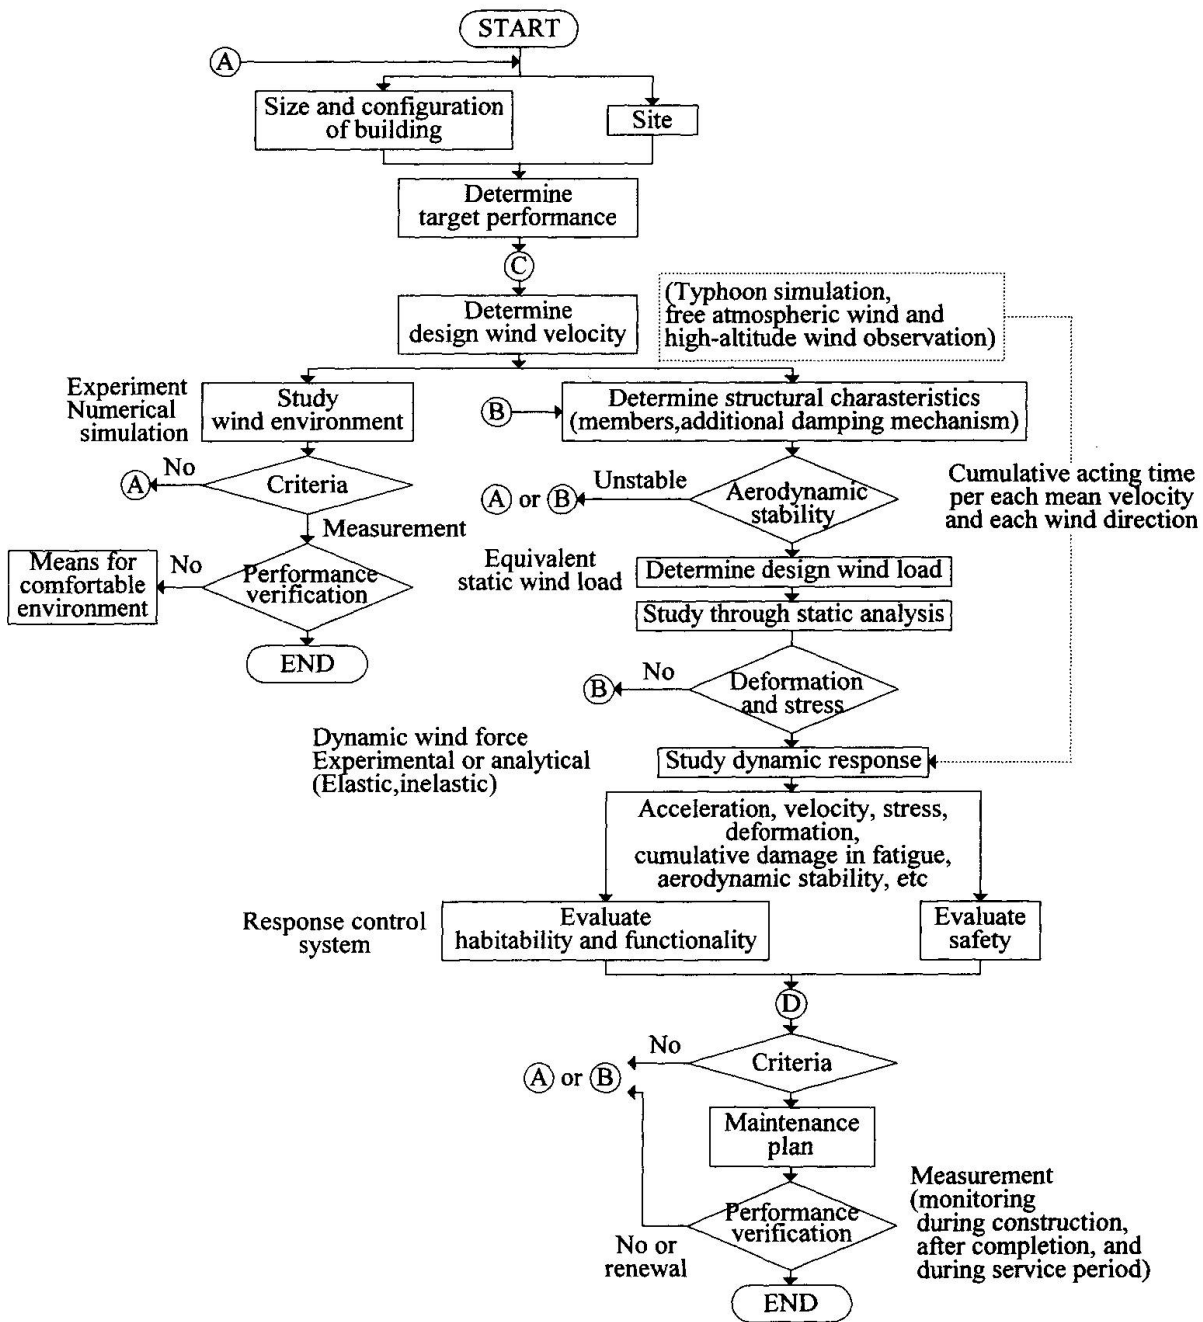 START
A
Size and configuration
of building
Site
Determine
target performance
C
(Typhoon simulation,
free atmospheric wind and
high-altitude wind observation)
Determine
design wind velocity
Experiment
Numerical
simulation
Study
wind environment
B
Determine structural charasteristics
(members,additional damping mechanism)
No
A
Criteria
Unstable
A or B
Aerodynamic
stability
Cumulative acting time
per each mean velocity
and each wind direction
Measurement
Means for
comfortable
environment
No
Performance
verification
Equivalent
static wind load
Determine design wind load
Study through static analysis
END
B
No
Deformation
and stress
Dynamic wind force
Experimental or analytical
(Elastic,inelastic)
Study dynamic response
Acceleration, velocity, stress,
deformation,
cumulative damage in fatigue,
aerodynamic stability, etc
Response control
system
Evaluate
habitability and functionality
Evaluate
safety
D
No
Criteria
A or B
Maintenance
plan
Performance
verification
No or
renewal
Measurement
(monitoring
during construction,
after completion, and
during service period)
END